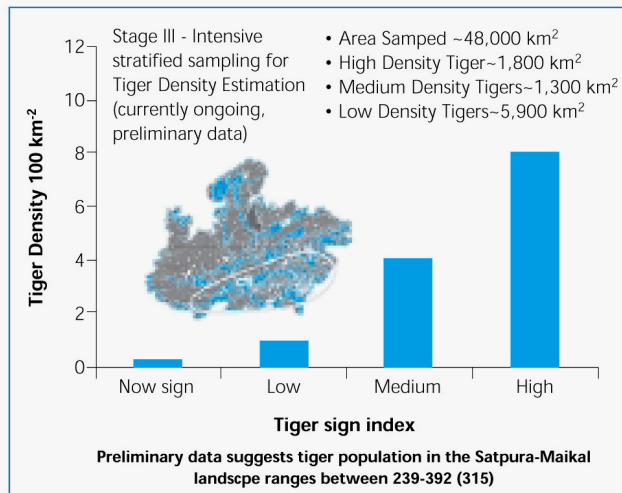 Stage III - Intensive
stratified sampling for
Tiger Density Estimation
(currently ongoing,
preliminary data)
• Area Samped ~48,000 km²
• High Density Tiger~1,800 km²
• Medium Density Tigers~1,300 km²
• Low Density Tigers~5,900 km²
Tiger Density 100 km⁻²
12
10
8
6
4
2
0
Now sign
Low
Medium
High
Tiger sign index
Preliminary data suggests tiger population in the Satpura-Maikal
landscpe ranges between 239-392 (315)